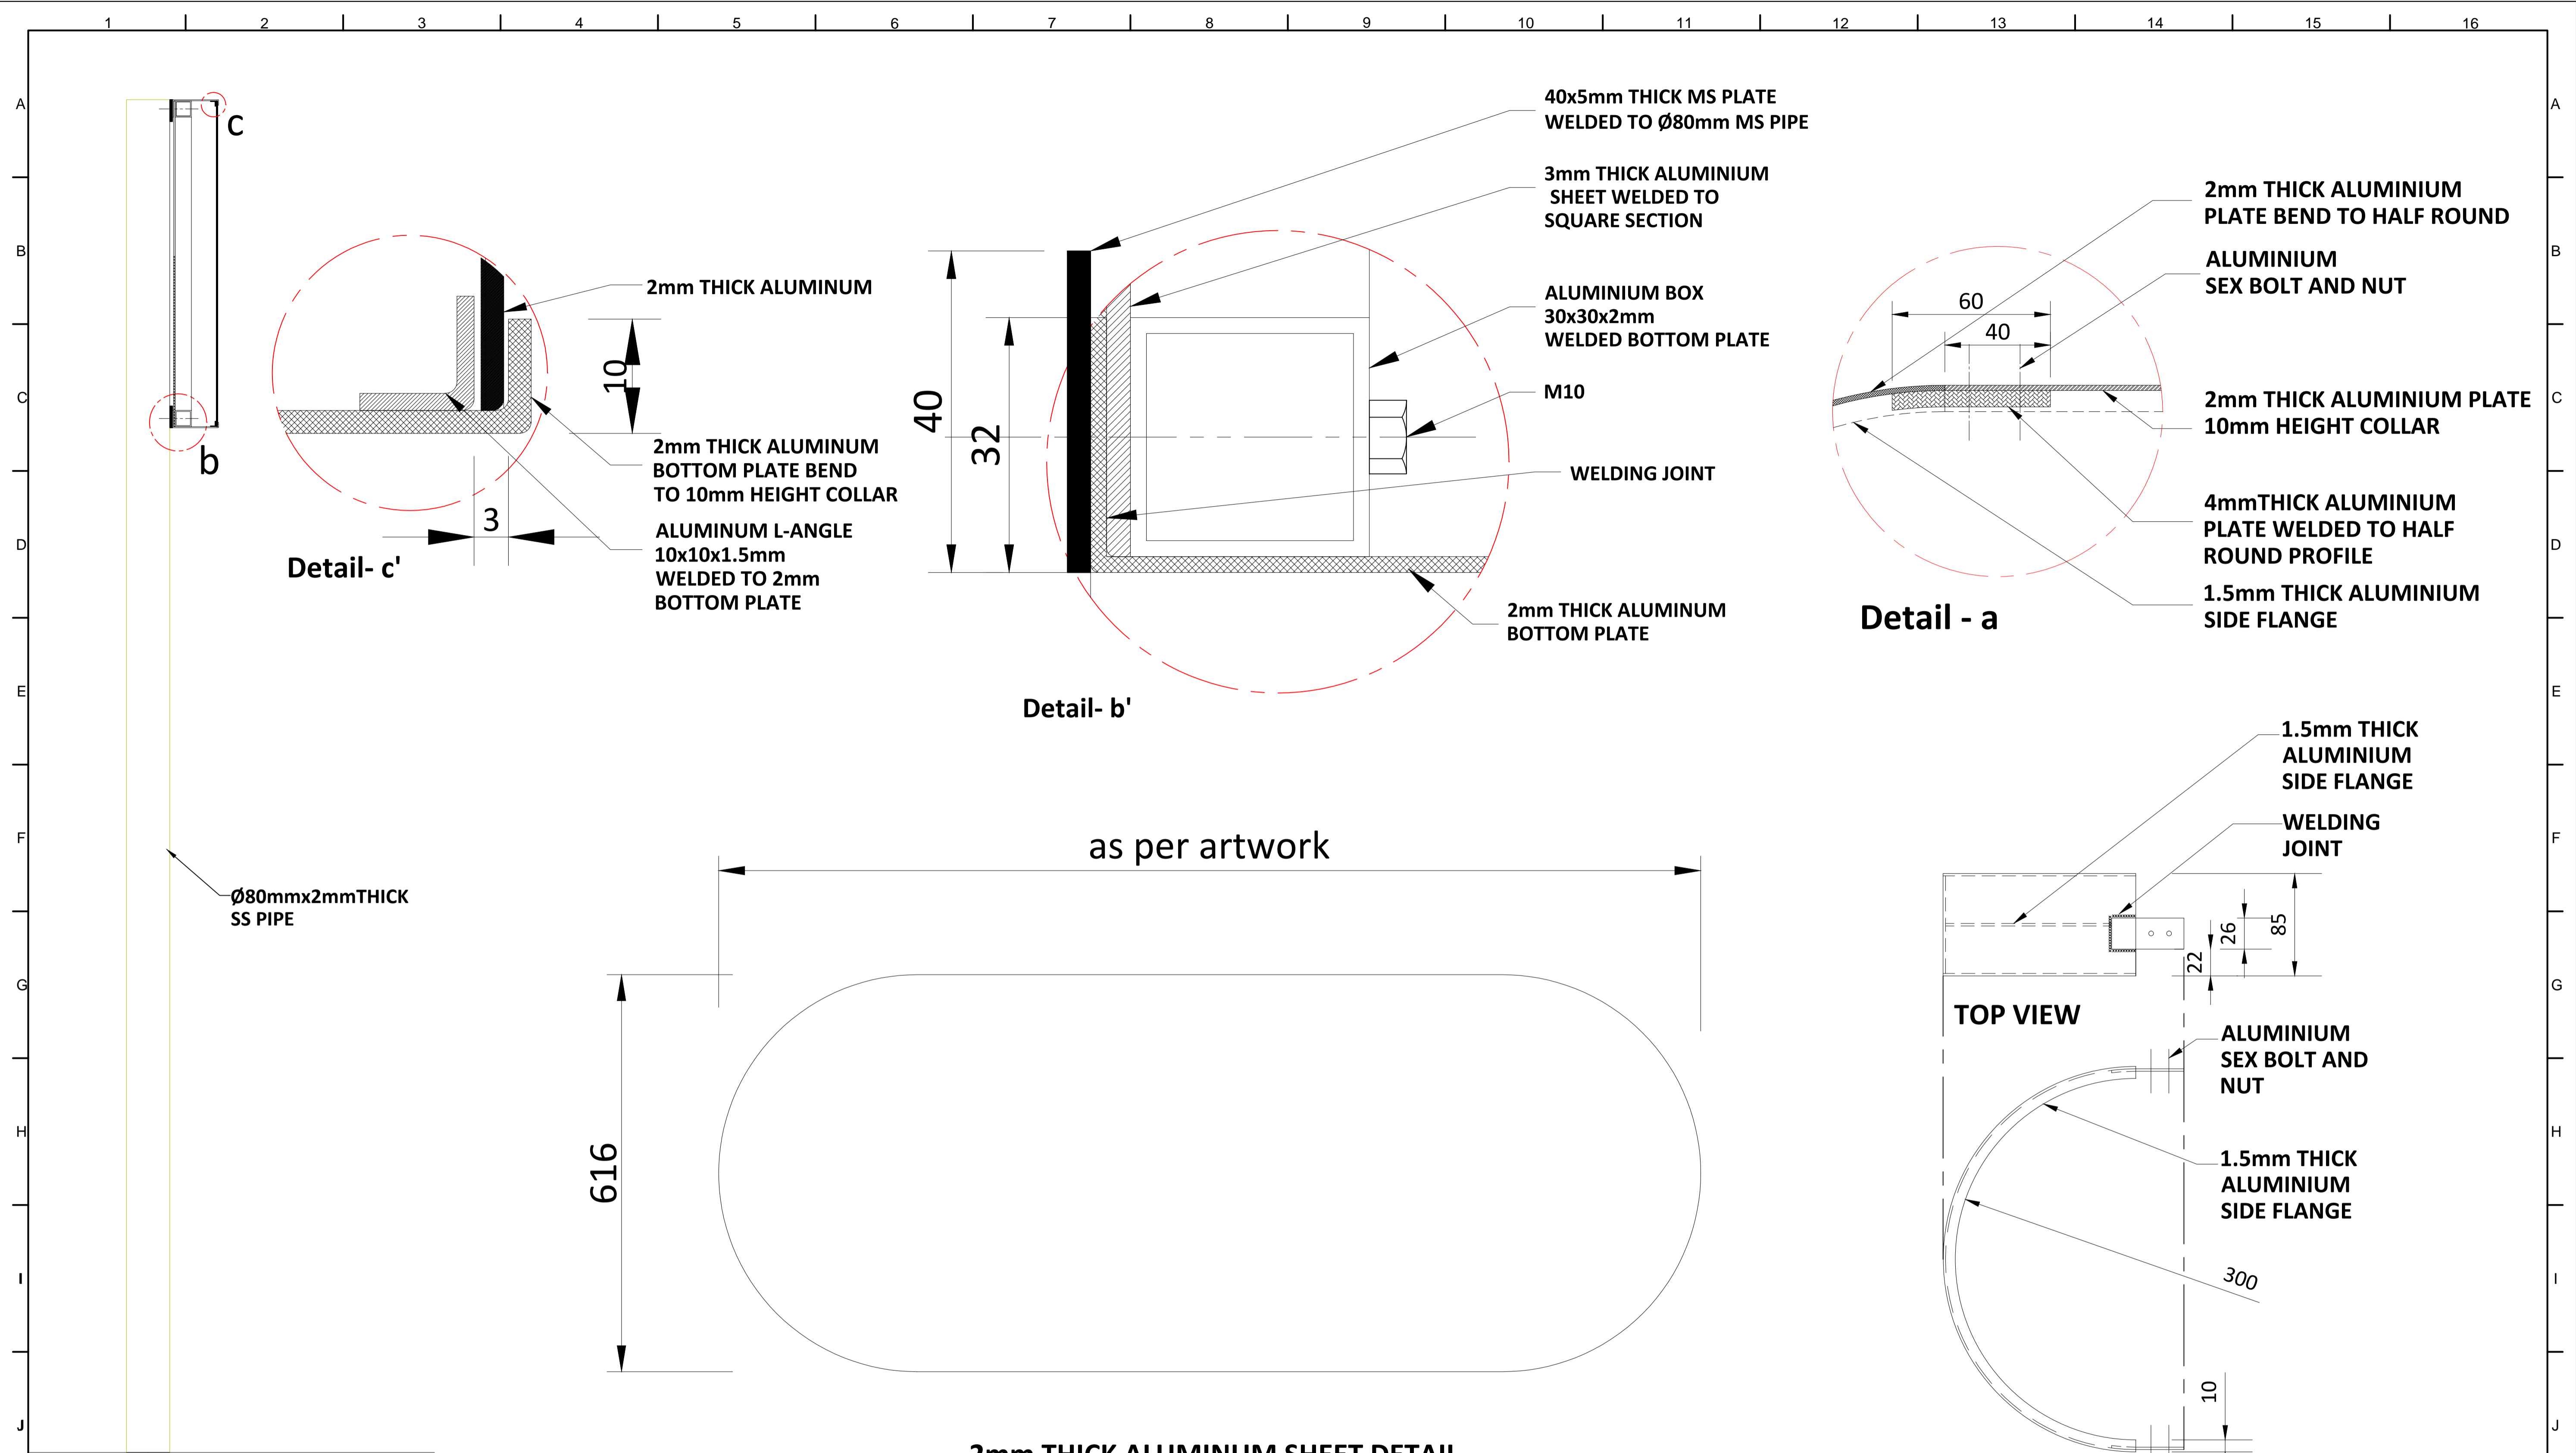 1 2 3 4 5 6 7 8 9 10 11 12 13 14 15 16
A
B
C
D
E
F
G
H
I
J
A
B
C
D
E
F
G
H
I
J
c
b
Ø80mmx2mmTHICK
SS PIPE
2mm THICK ALUMINUM
10
2mm THICK ALUMINUM
BOTTOM PLATE BEND
TO 10mm HEIGHT COLLAR
3
ALUMINUM L-ANGLE
10x10x1.5mm
WELDED TO 2mm
BOTTOM PLATE
Detail- c'
40x5mm THICK MS PLATE
WELDED TO Ø80mm MS PIPE
3mm THICK ALUMINIUM
SHEET WELDED TO
SQUARE SECTION
ALUMINIUM BOX
30x30x2mm
WELDED BOTTOM PLATE
M10
WELDING JOINT
2mm THICK ALUMINUM
BOTTOM PLATE
40
32
Detail- b'
2mm THICK ALUMINIUM
PLATE BEND TO HALF ROUND
ALUMINIUM
SEX BOLT AND NUT
60
40
2mm THICK ALUMINIUM PLATE
10mm HEIGHT COLLAR
4mmTHICK ALUMINIUM
PLATE WELDED TO HALF
ROUND PROFILE
1.5mm THICK ALUMINIUM
SIDE FLANGE
Detail - a
as per artwork
616
2mm THICK ALUMINUM SHEET DETAIL
1.5mm THICK
ALUMINIUM
SIDE FLANGE
WELDING
JOINT
22
26
85
TOP VIEW
ALUMINIUM
SEX BOLT AND
NUT
1.5mm THICK
ALUMINIUM
SIDE FLANGE
300
10